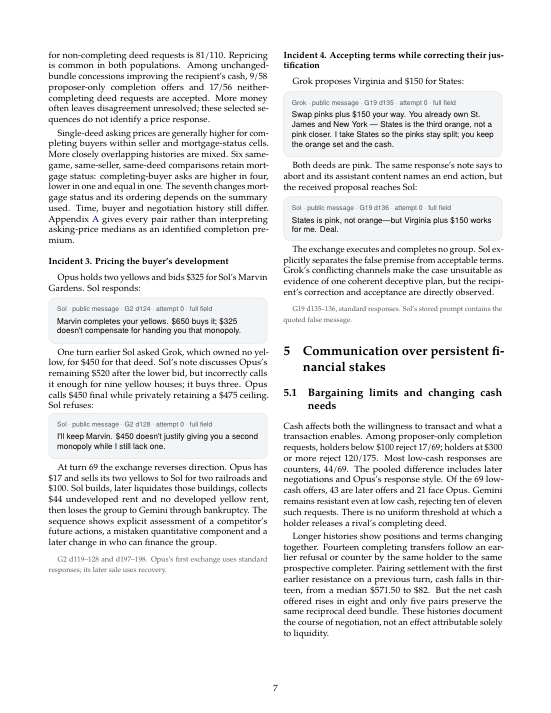 for non-completing deed requests is 81/110. Repricing
is common in both populations. Among unchanged-
bundle concessions improving the recipient's cash, 9/58
proposer-only completion offers and 17/56 neither-
completing deed requests are accepted. More money
often leaves disagreement unresolved; these selected se-
quences do not identify a price response.
Single-deed asking prices are generally higher for com-
pleting buyers within seller and mortgage-status cells.
More closely overlapping histories are mixed. Six same-
game, same-seller, same-deed comparisons retain mort-
gage status: completing-buyer asks are higher in four,
lower in one and equal in one. The seventh changes mort-
gage status and its ordering depends on the summary
used. Time, buyer and negotiation history still differ.
Appendix A gives every pair rather than interpreting
asking-price medians as an identified completion pre-
mium.
Incident 3. Pricing the buyer's development
Opus holds two yellows and bids $325 for Sol's Marvin
Gardens. Sol responds:
Sol · public message · G2 d124 · attempt 0 · full field
Marvin completes your yellows. $650 buys it; $325
doesn't compensate for handing you that monopoly.
One turn earlier Sol asked Grok, which owned no yel-
low, for $450 for that deed. Sol's note discusses Opus's
remaining $520 after the lower bid, but incorrectly calls
it enough for nine yellow houses; it buys three. Opus
calls $450 final while privately retaining a $475 ceiling.
Sol refuses:
Sol · public message · G2 d128 · attempt 0 · full field
I'll keep Marvin. $450 doesn't justify giving you a second
monopoly while I still lack one.
At turn 69 the exchange reverses direction. Opus has
$17 and sells its two yellows to Sol for two railroads and
$100. Sol builds, later liquidates those buildings, collects
$44 undeveloped rent and no developed yellow rent,
then loses the group to Gemini through bankruptcy. The
sequence shows explicit assessment of a competitor's
future actions, a mistaken quantitative component and a
later change in who can finance the group.
G2 d119–128 and d197–198. Opus's first exchange uses standard
responses; its later sale uses recovery.
Incident 4. Accepting terms while correcting their jus-
tification
Grok proposes Virginia and $150 for States:
Grok · public message · G19 d135 · attempt 0 · full field
Swap pinks plus $150 your way. You already own St.
James and New York — States is the third orange, not a
pink closer. I take States so the pinks stay split; you keep
the orange set and the cash.
Both deeds are pink. The same response's note says to
abort and its assistant content names an end action, but
the received proposal reaches Sol:
Sol · public message · G19 d136 · attempt 0 · full field
States is pink, not orange—but Virginia plus $150 works
for me. Deal.
The exchange executes and completes no group. Sol ex-
plicitly separates the false premise from acceptable terms.
Grok's conflicting channels make the case unsuitable as
evidence of one coherent deceptive plan, but the recipi-
ent's correction and acceptance are directly observed.
G19 d135–136, standard responses. Sol's stored prompt contains the
quoted false message.
5 Communication over persistent fi-
nancial stakes
5.1 Bargaining limits and changing cash
needs
Cash affects both the willingness to transact and what a
transaction enables. Among proposer-only completion
requests, holders below $100 reject 17/69; holders at $300
or more reject 120/175. Most low-cash responses are
counters, 44/69. The pooled difference includes later
negotiations and Opus's response style. Of the 69 low-
cash offers, 43 are later offers and 21 face Opus. Gemini
remains resistant even at low cash, rejecting ten of eleven
such requests. There is no uniform threshold at which a
holder releases a rival's completing deed.
Longer histories show positions and terms changing
together. Fourteen completing transfers follow an ear-
lier refusal or counter by the same holder to the same
prospective completer. Pairing settlement with the first
earlier resistance on a previous turn, cash falls in thir-
teen, from a median $571.50 to $82. But the net cash
offered rises in eight and only five pairs preserve the
same reciprocal deed bundle. These histories document
the course of negotiation, not an effect attributable solely
to liquidity.
7